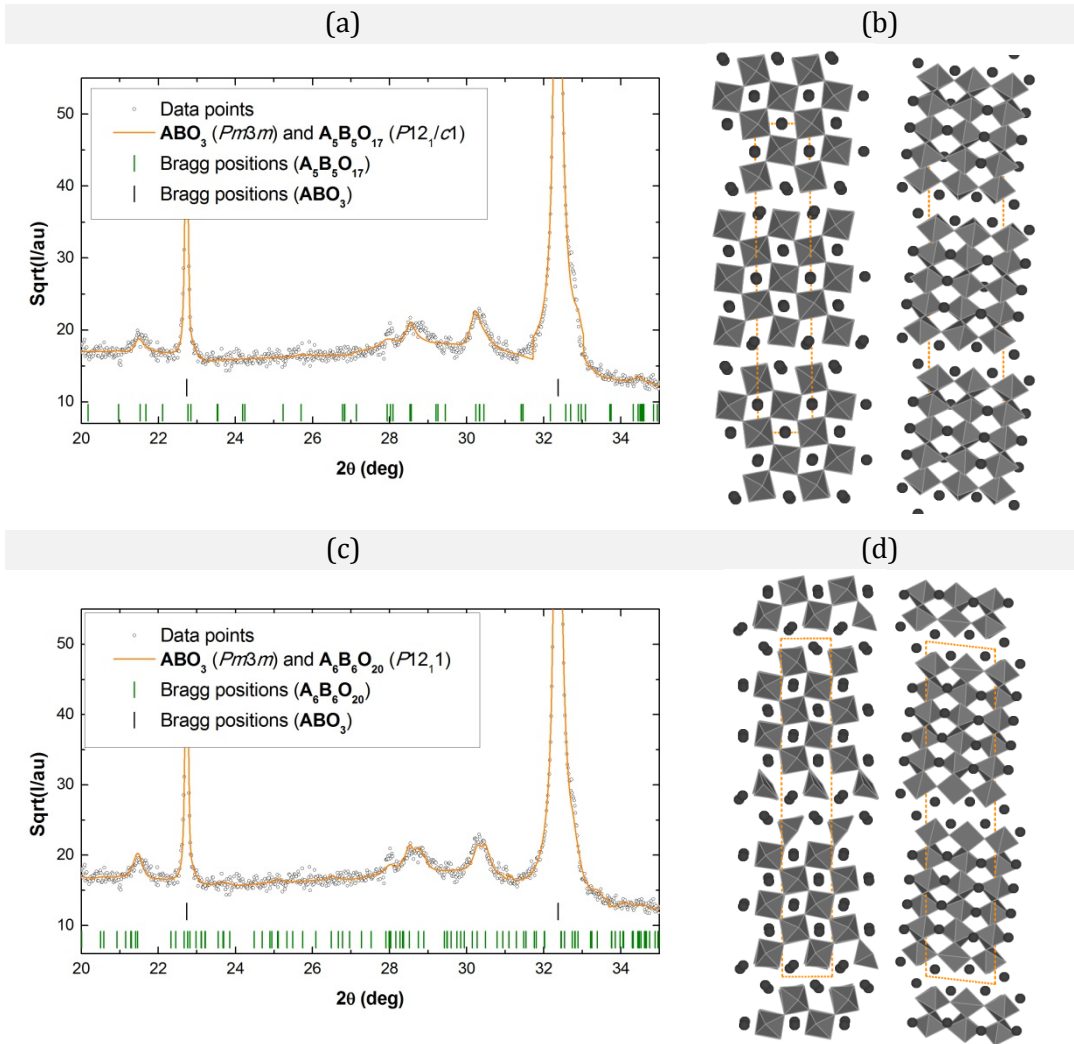 (a)
(b)
50
40
30
20
10
Sqrt(I/au)
Data points
ABO₃ (Pm3m) and A₅B₅O₁₇ (P12₁/c1)
Bragg positions (A₅B₅O₁₇)
Bragg positions (ABO₃)
20 22 24 26 28 30 32 34
2θ (deg)
(c)
(d)
50
40
30
20
10
Sqrt(I/au)
Data points
ABO₃ (Pm3m) and A₆B₆O₂₀ (P12₁1)
Bragg positions (A₆B₆O₂₀)
Bragg positions (ABO₃)
20 22 24 26 28 30 32 34
2θ (deg)